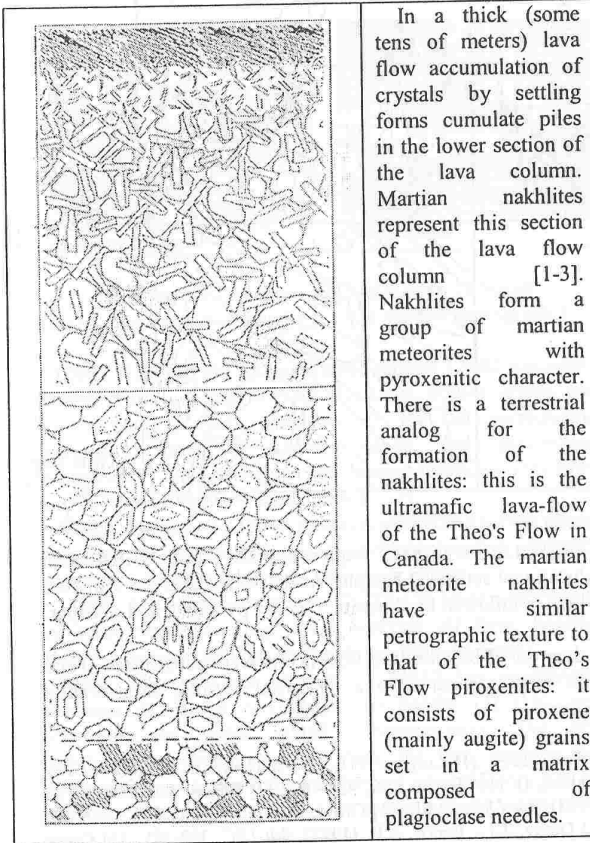 In a thick (some
tens of meters) lava
flow accumulation of
crystals by settling
forms cumulate piles
in the lower section of
the lava column.
Martian nakhlites
represent this section
of the lava flow
column [1-3].
Nakhlites form a
group of martian
meteorites with
pyroxenitic character.
There is a terrestrial
analog for the
formation of the
nakhlites: this is the
ultramafic lava-flow
of the Theo's Flow in
Canada. The martian
meteorite nakhlites
have similar
petrographic texture to
that of the Theo's
Flow piroxenites: it
consists of piroxene
(mainly augite) grains
set in a matrix
composed of
plagioclase needles.